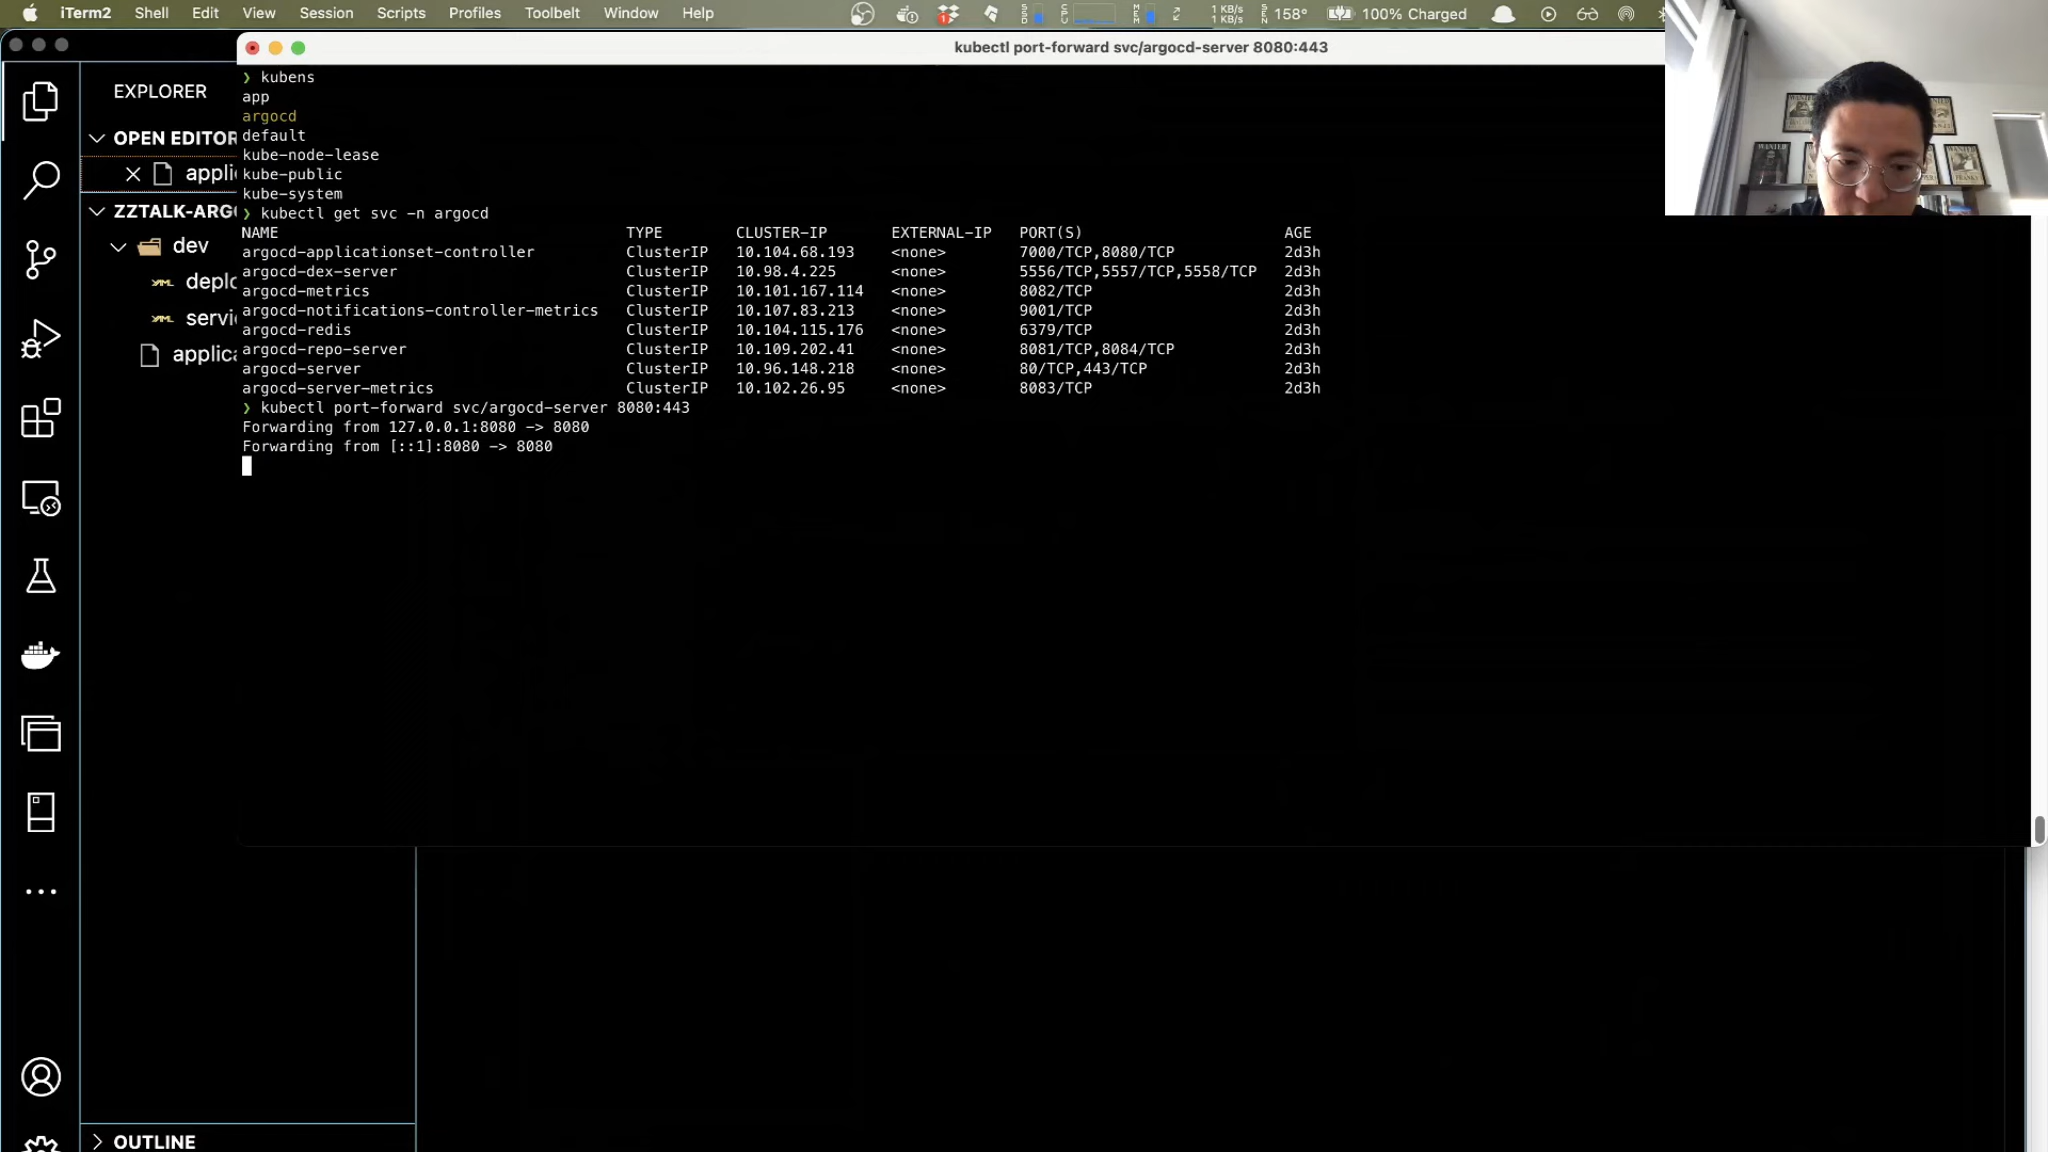 iTerm2 Shell Edit View Session Scripts Profiles Toolbelt Window Help 1 KB/s 1 KB/s 158° 100% Charged
kubectl port-forward svc/argocd-server 8080:443
EXPLORER
OPEN EDITOR
appli
ZZTALK-ARG
dev
deplo
servi
applica
OUTLINE
❯ kubens
app
argocd
default
kube-node-lease
kube-public
kube-system
❯ kubectl get svc -n argocd
NAME TYPE CLUSTER-IP EXTERNAL-IP PORT(S) AGE
argocd-applicationset-controller ClusterIP 10.104.68.193 <none> 7000/TCP,8080/TCP 2d3h
argocd-dex-server ClusterIP 10.98.4.225 <none> 5556/TCP,5557/TCP,5558/TCP 2d3h
argocd-metrics ClusterIP 10.101.167.114 <none> 8082/TCP 2d3h
argocd-notifications-controller-metrics ClusterIP 10.107.83.213 <none> 9001/TCP 2d3h
argocd-redis ClusterIP 10.104.115.176 <none> 6379/TCP 2d3h
argocd-repo-server ClusterIP 10.109.202.41 <none> 8081/TCP,8084/TCP 2d3h
argocd-server ClusterIP 10.96.148.218 <none> 80/TCP,443/TCP 2d3h
argocd-server-metrics ClusterIP 10.102.26.95 <none> 8083/TCP 2d3h
❯ kubectl port-forward svc/argocd-server 8080:443
Forwarding from 127.0.0.1:8080 -> 8080
Forwarding from [::1]:8080 -> 8080
WANTED
WANTED